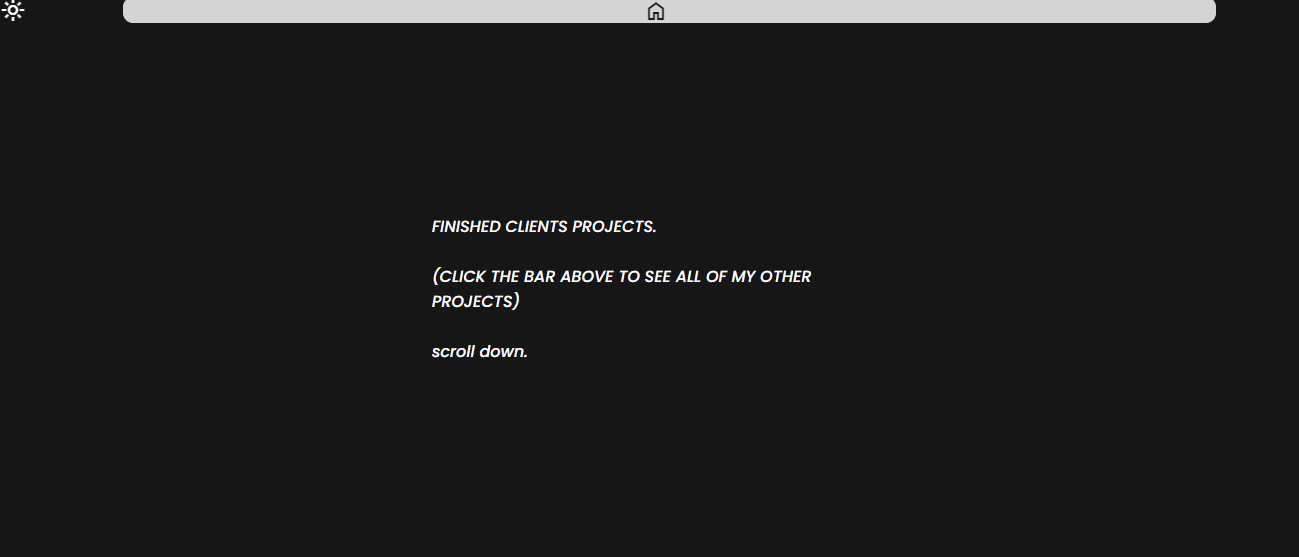 FINISHED CLIENTS PROJECTS.
(CLICK THE BAR ABOVE TO SEE ALL OF MY OTHER
PROJECTS)
scroll down.